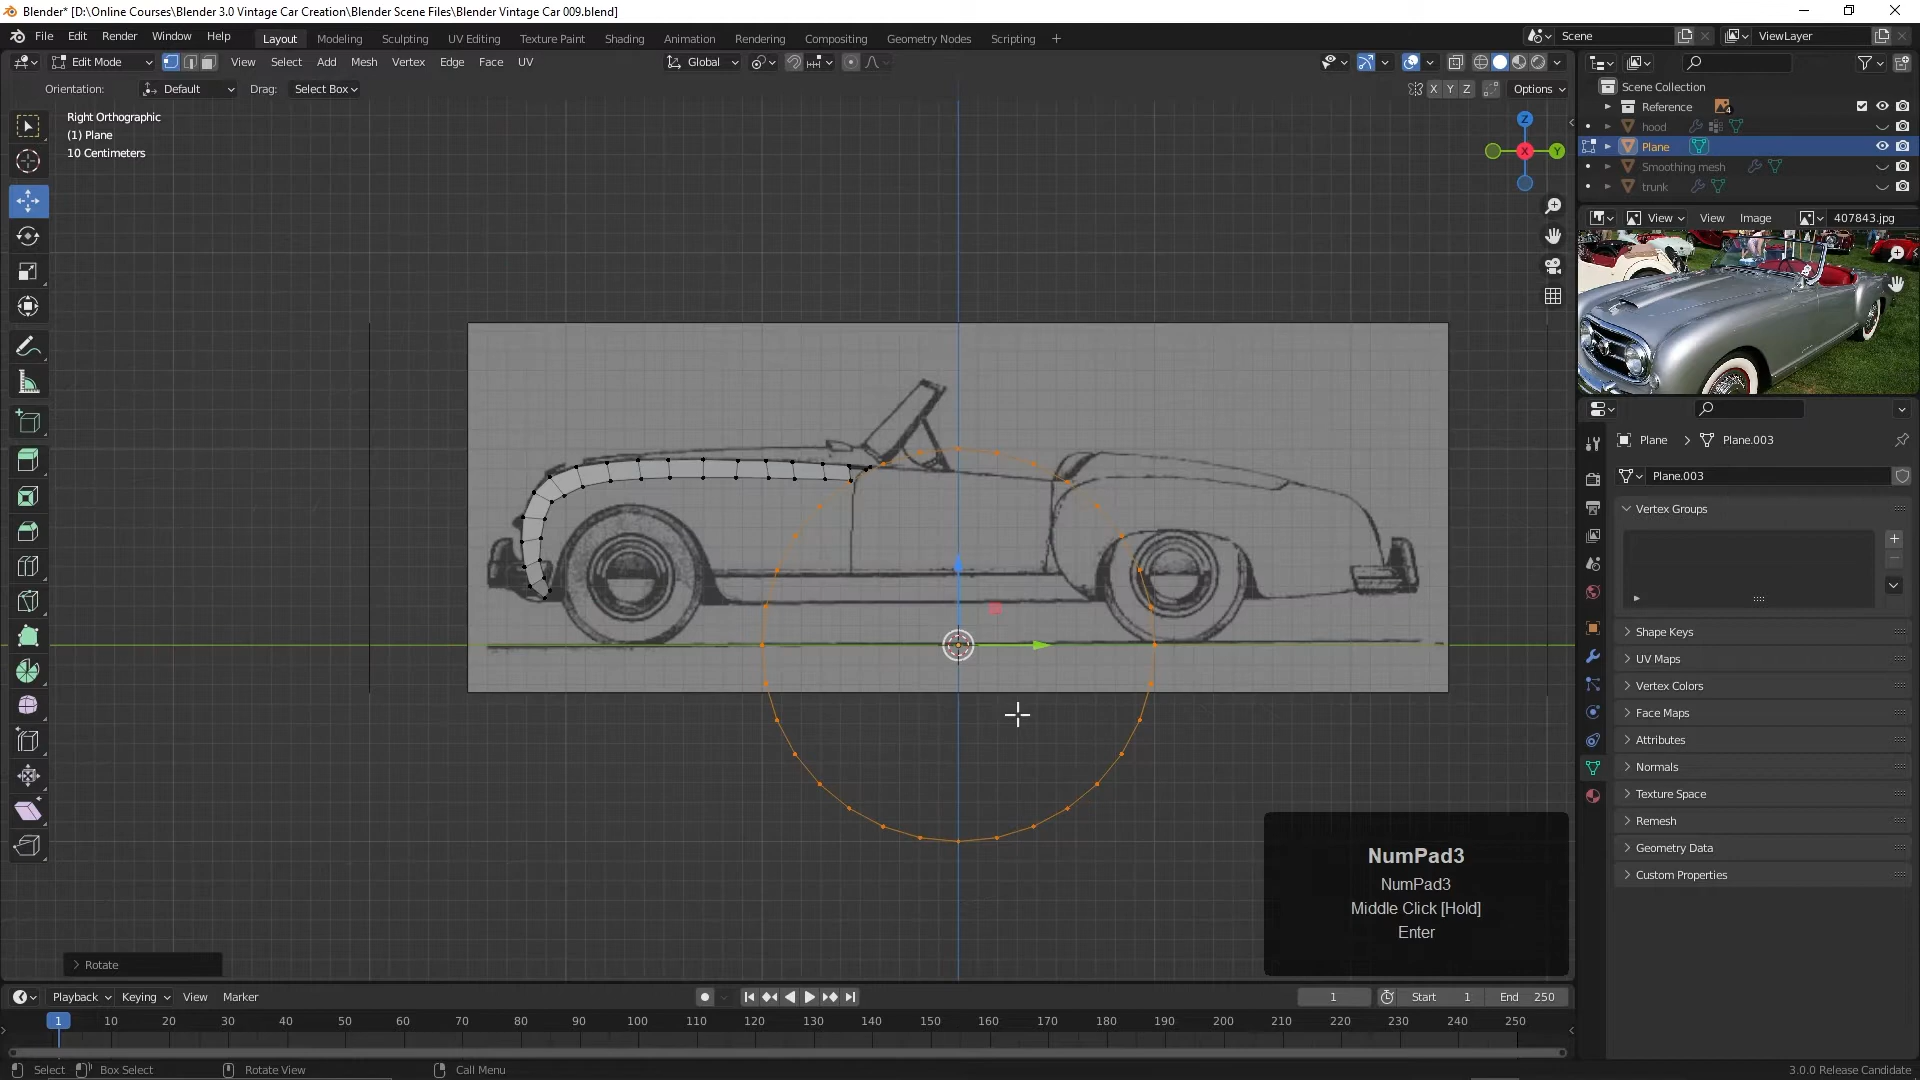 Blender* [D:\Online Courses\Blender 3.0 Vintage Car Creation\Blender Scene Files\Blender Vintage Car 009.blend]
File Edit Render Window Help Layout Modeling Sculpting UV Editing Texture Paint Shading Animation Rendering Compositing Geometry Nodes Scripting + Scene ViewLayer
Edit Mode View Select Add Mesh Vertex Edge Face UV Global
Orientation: Default Drag: Select Box X Y Z Options
Right Orthographic
(1) Plane
10 Centimeters
Z
X
Y
Scene Collection
Reference
4
hood
Plane
Smoothing mesh
trunk
View View Image 407843.jpg
Plane Plane.003
Plane.003
Vertex Groups
Shape Keys
UV Maps
Vertex Colors
Face Maps
Attributes
Normals
Texture Space
Remesh
Geometry Data
Custom Properties
NumPad3
NumPad3
Middle Click [Hold]
Enter
Rotate
Playback Keying View Marker 1 Start 1 End 250
1 10 20 30 40 50 60 70 80 90 100 110 120 130 140 150 160 170 180 190 200 210 220 230 240 250
Select Box Select Rotate View Call Menu 3.0.0 Release Candidate